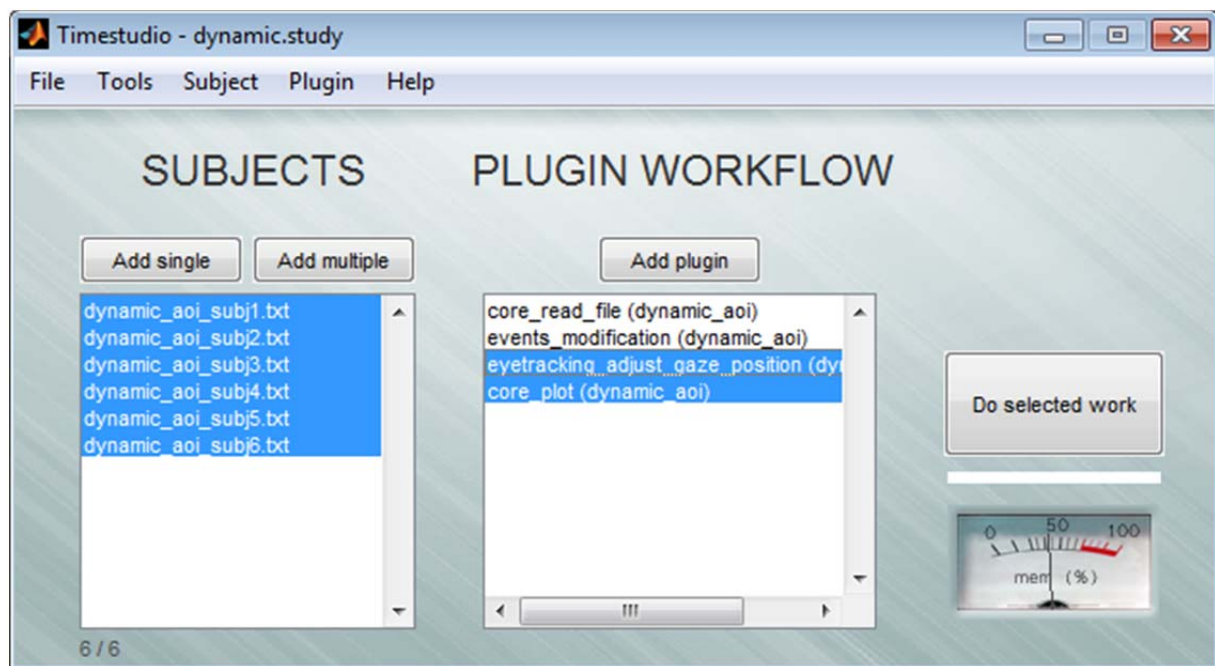 Timestudio - dynamic.study
File Tools Subject Plugin Help
SUBJECTS PLUGIN WORKFLOW
Add single Add multiple Add plugin
dynamic_aoi_subj1.txt
dynamic_aoi_subj2.txt
dynamic_aoi_subj3.txt
dynamic_aoi_subj4.txt
dynamic_aoi_subj5.txt
dynamic_aoi_subj6.txt
core_read_file (dynamic_aoi)
events_modification (dynamic_aoi)
eyetracking_adjust_gaze_position (dyn
core_plot (dynamic_aoi)
Do selected work
0 50 100
mem (%)
6 / 6